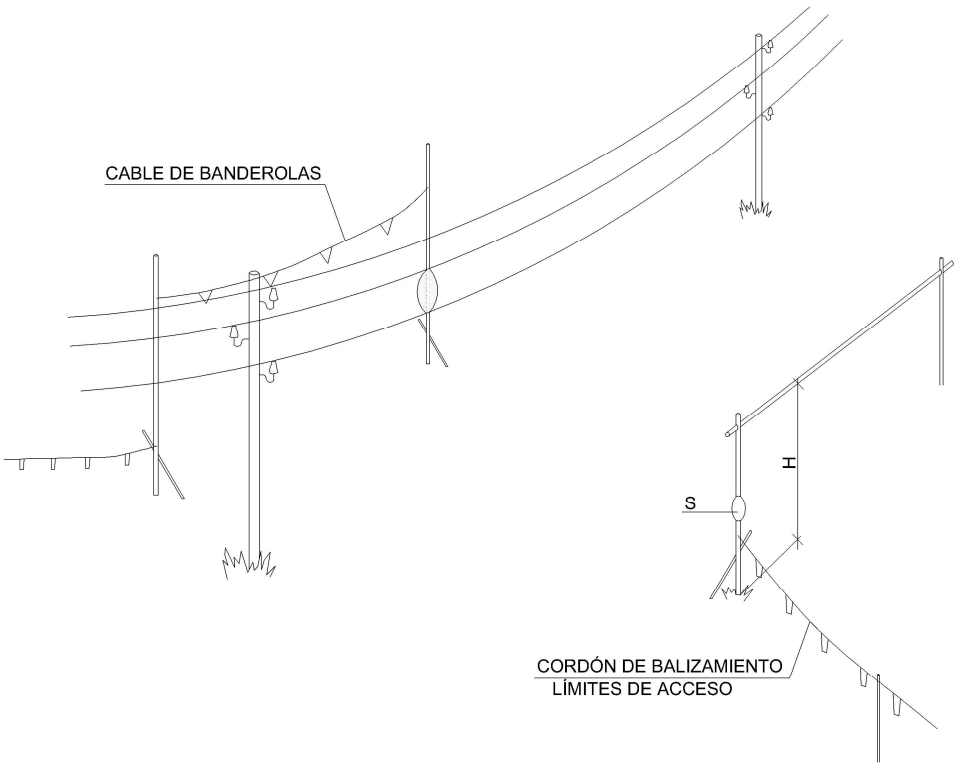 CABLE DE BANDEROLAS
H
S
CORDÓN DE BALIZAMIENTO
LÍMITES DE ACCESO